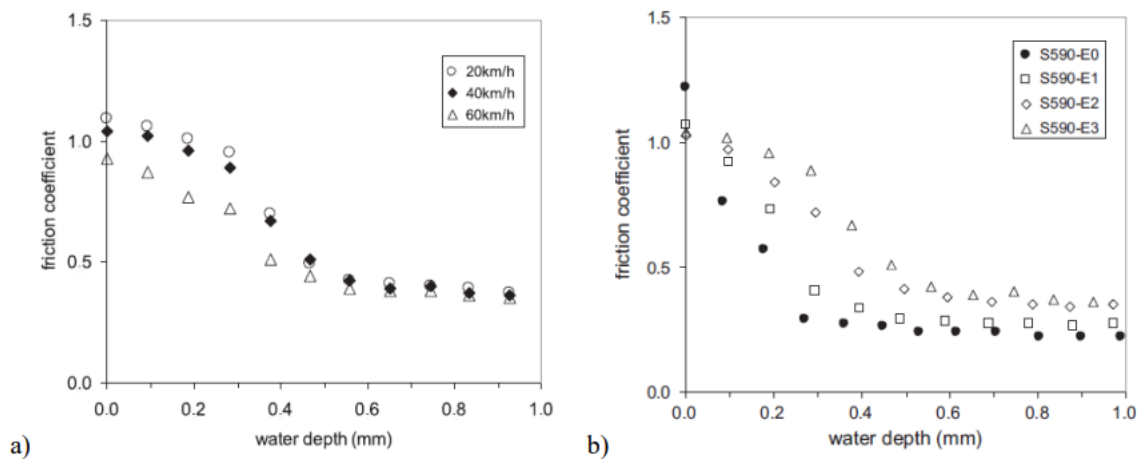 1.5
1.0
0.5
0.0
friction coefficient
20km/h
40km/h
60km/h
0.0 0.2 0.4 0.6 0.8 1.0
water depth (mm)
a)
1.5
1.0
0.5
0.0
friction coefficient
S590-E0
S590-E1
S590-E2
S590-E3
0.0 0.2 0.4 0.6 0.8 1.0
water depth (mm)
b)